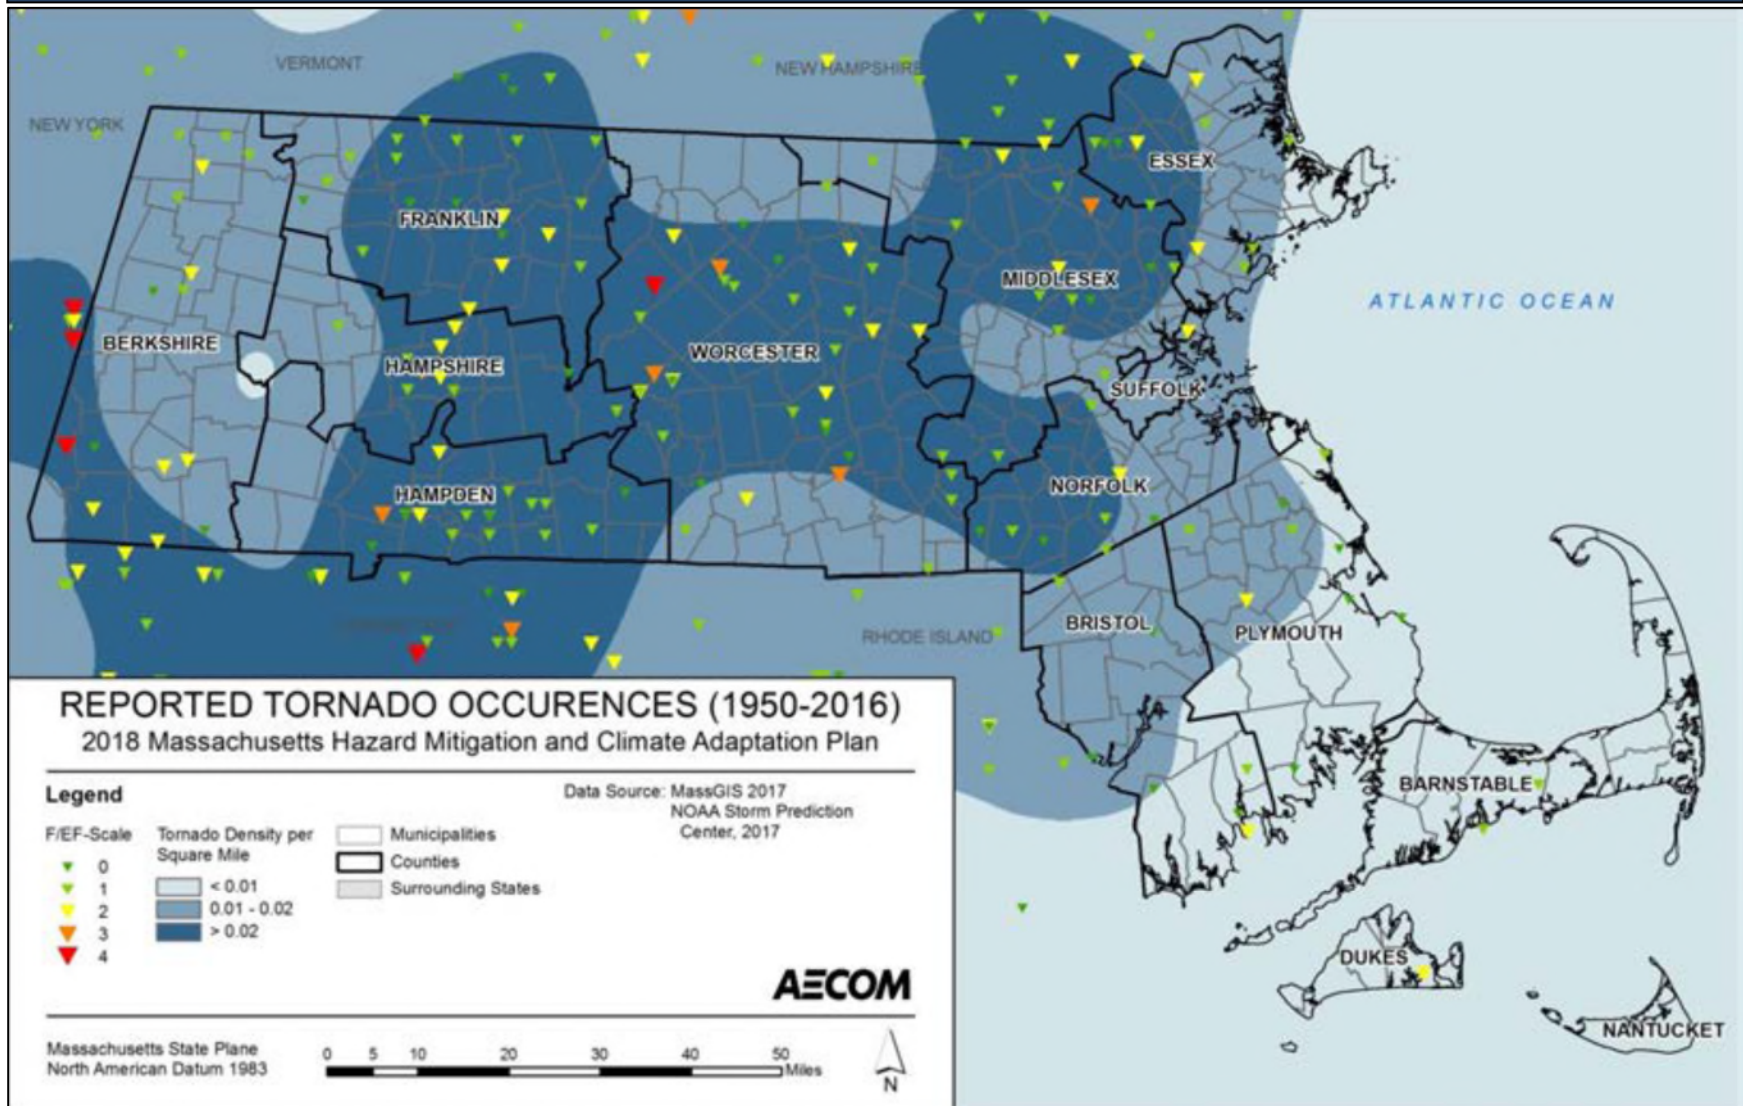 VERMONT
NEW HAMPSHIRE
NEW YORK
ESSEX
FRANKLIN
MIDDLESEX
ATLANTIC OCEAN
BERKSHIRE
WORCESTER
HAMPSHIRE
SUFFOLK
NORFOLK
HAMPDEN
BRISTOL
PLYMOUTH
RHODE ISLAND
BARNSTABLE
DUKES
NANTUCKET
REPORTED TORNADO OCCURENCES (1950-2016)
2018 Massachusetts Hazard Mitigation and Climate Adaptation Plan
Legend
Data Source: MassGIS 2017
NOAA Storm Prediction
Center, 2017
F/EF-Scale
0
1
2
3
4
Tornado Density per
Square Mile
< 0.01
0.01 - 0.02
> 0.02
Municipalities
Counties
Surrounding States
AECOM
Massachusetts State Plane
North American Datum 1983
0 5 10 20 30 40 50
Miles
N